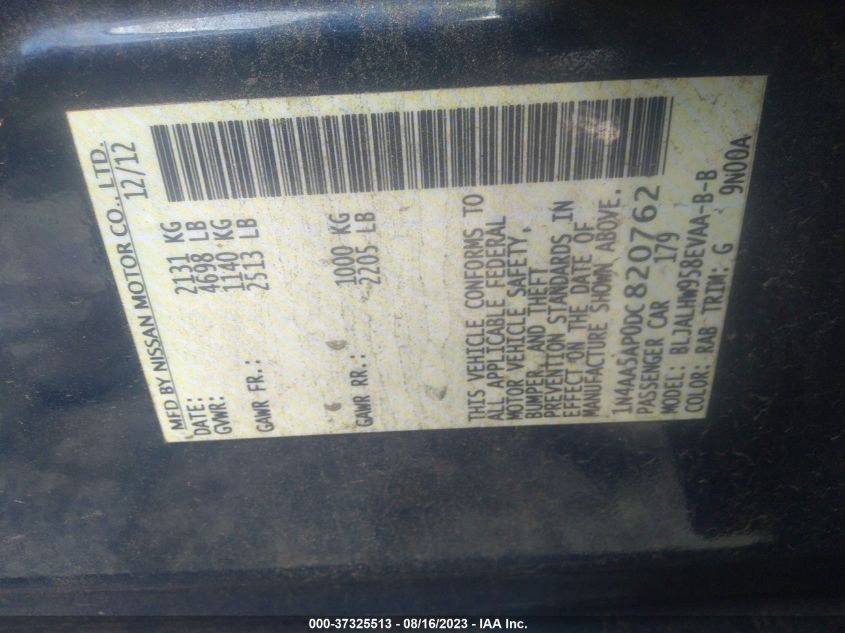 MFD BY NISSAN MOTOR CO., LTD.
DATE: 12/12
GVWR: 2131 KG
4698 LB
GAWR FR.: 1140 KG
2513 LB
GAWR RR.: 1000 KG
2205 LB
THIS VEHICLE CONFORMS TO
ALL APPLICABLE FEDERAL
MOTOR VEHICLE SAFETY,
BUMPER, AND THEFT
PREVENTION STANDARDS IN
EFFECT ON THE DATE OF
MANUFACTURE SHOWN ABOVE.
1N4AA5AP0DC820762
PASSENGER CAR 179
MODEL: BLJALHW958EVAA-B-B
COLOR: RAB TRIM: G 9N00A
000-37325513 - 08/16/2023 - IAA Inc.